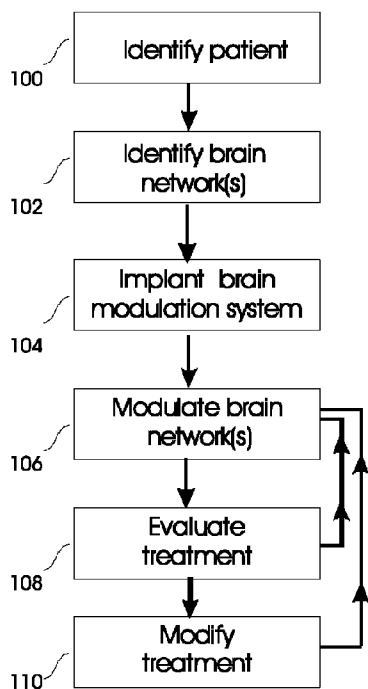 Identify patient
100
Identify brain
network(s)
102
Implant brain
modulation system
104
Modulate brain
network(s)
106
Evaluate
treatment
108
Modify
treatment
110